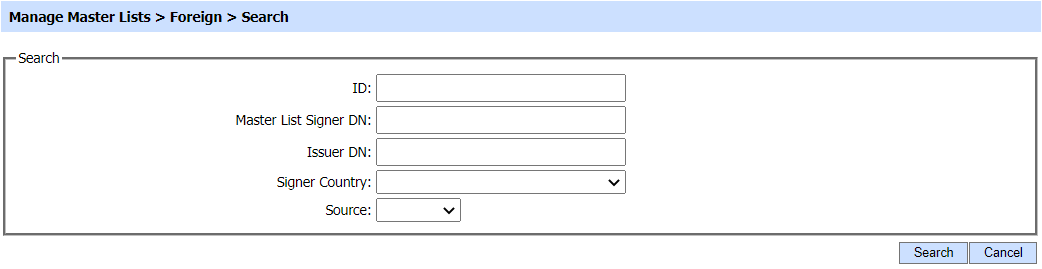 Manage Master Lists > Foreign > Search
Search
ID:
Master List Signer DN:
Issuer DN:
Signer Country:
Source:
Search Cancel